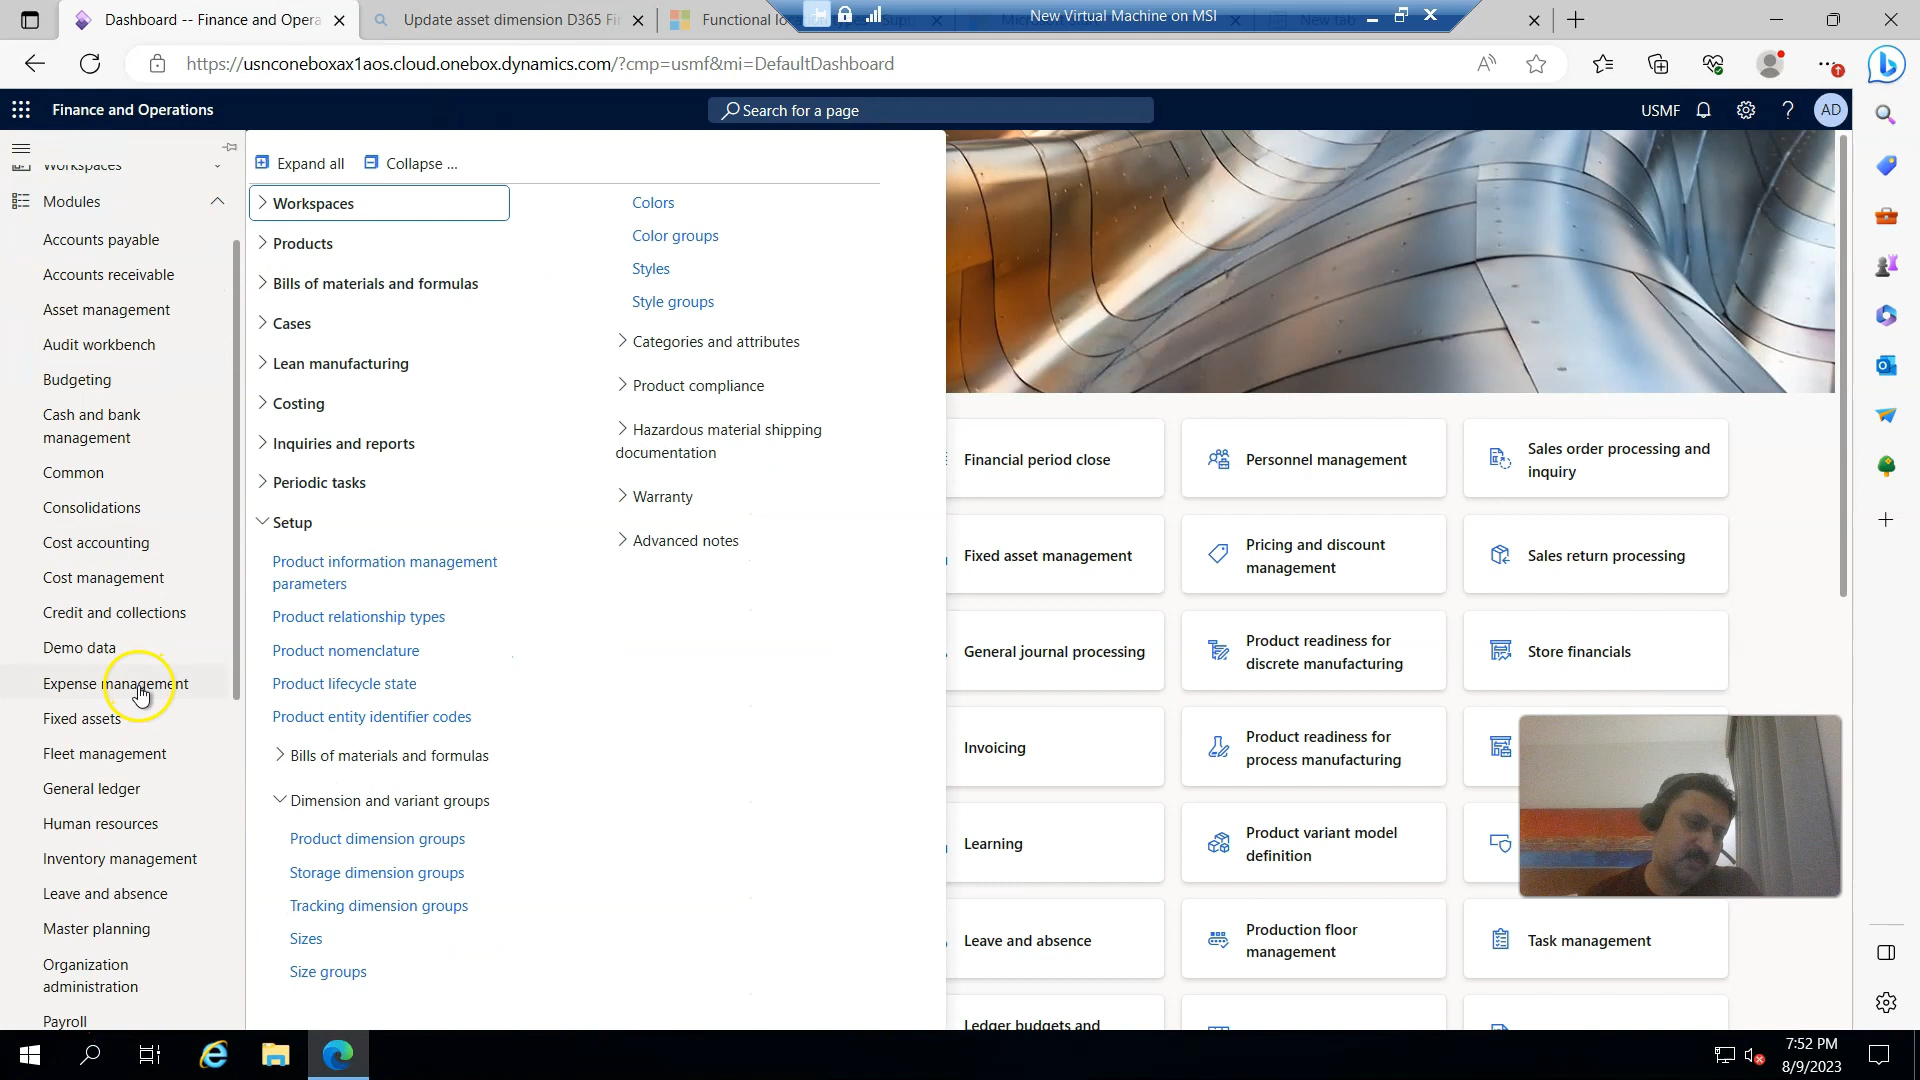 Dashboard -- Finance and Opera
Update asset dimension D365 Fi
Functional lo
New Virtual Machine on MSI
New tab
https://usnconeboxax1aos.cloud.onebox.dynamics.com/?cmp=usmf&mi=DefaultDashboard
Finance and Operations
Search for a page
USMF
AD
Workspaces
Modules
Accounts payable
Accounts receivable
Asset management
Audit workbench
Budgeting
Cash and bank
management
Common
Consolidations
Cost accounting
Cost management
Credit and collections
Demo data
Expense management
Fixed assets
Fleet management
General ledger
Human resources
Inventory management
Leave and absence
Master planning
Organization
administration
Payroll
Expand all
Collapse ...
Workspaces
Products
Bills of materials and formulas
Cases
Lean manufacturing
Costing
Inquiries and reports
Periodic tasks
Setup
Product information management
parameters
Product relationship types
Product nomenclature
Product lifecycle state
Product entity identifier codes
Bills of materials and formulas
Dimension and variant groups
Product dimension groups
Storage dimension groups
Tracking dimension groups
Sizes
Size groups
Colors
Color groups
Styles
Style groups
Categories and attributes
Product compliance
Hazardous material shipping
documentation
Warranty
Advanced notes
Financial period close
Personnel management
Sales order processing and
inquiry
Fixed asset management
Pricing and discount
management
Sales return processing
General journal processing
Product readiness for
discrete manufacturing
Store financials
Invoicing
Product readiness for
process manufacturing
Learning
Product variant model
definition
Leave and absence
Production floor
management
Task management
Ledger budgets and
7:52 PM
8/9/2023